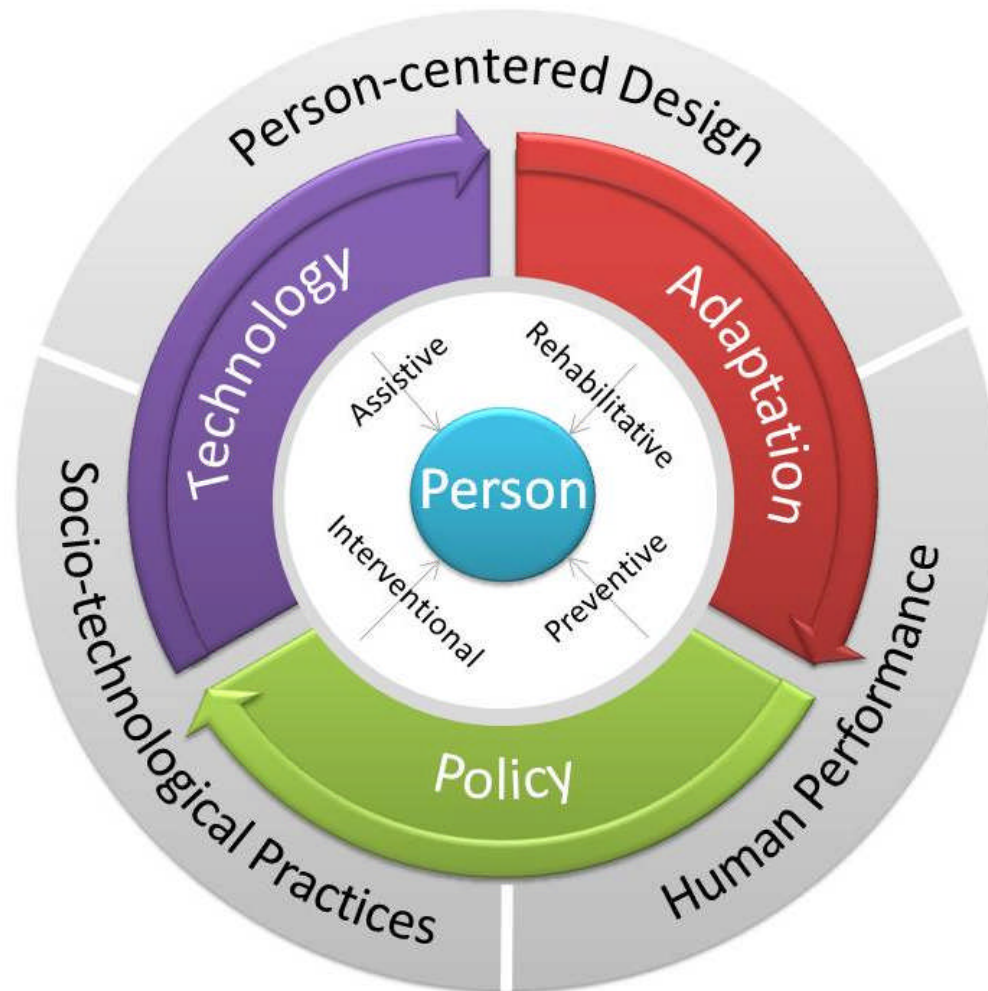 Person-centered Design
Technology
Adaptation
Assistive
Rehabilitative
Person
Interventional
Preventive
Policy
Socio-technological Practices
Human Performance